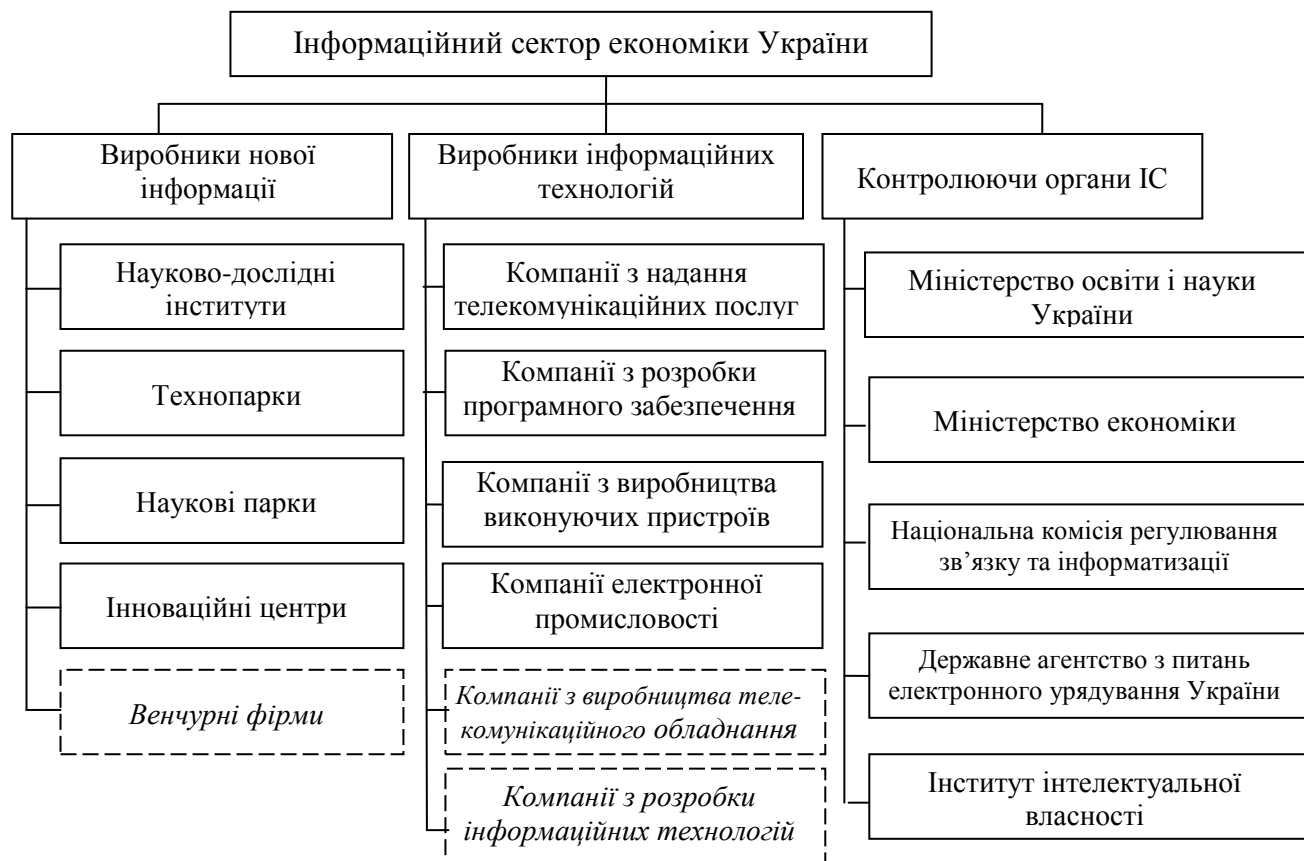 Інформаційний сектор економіки України
Виробники нової
інформації
Науково-дослідні
інститути
Технопарки
Наукові парки
Інноваційні центри
Венчурні фірми
Виробники інформаційних
технологій
Компанії з надання
телекомунікаційних послуг
Компанії з розробки
програмного забезпечення
Компанії з виробництва
виконуючих пристроїв
Компанії електронної
промисловості
Компанії з виробництва теле-
комунікаційного обладнання
Компанії з розробки
інформаційних технологій
Контролюючи органи ІС
Міністерство освіти і науки
України
Міністерство економіки
Національна комісія регулювання
зв’язку та інформатизації
Державне агентство з питань
електронного урядування України
Інститут інтелектуальної
власності